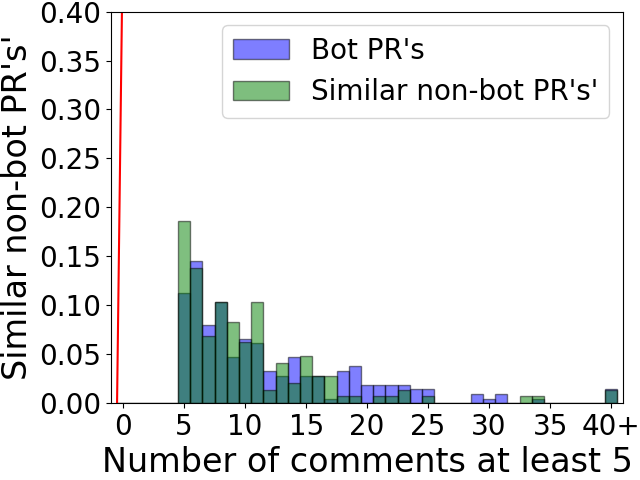 Similar non-bot PR's'
0.40
0.35
0.30
0.25
0.20
0.15
0.10
0.05
0.00
Bot PR's
Similar non-bot PR's'
0 5 10 15 20 25 30 35 40+
Number of comments at least 5